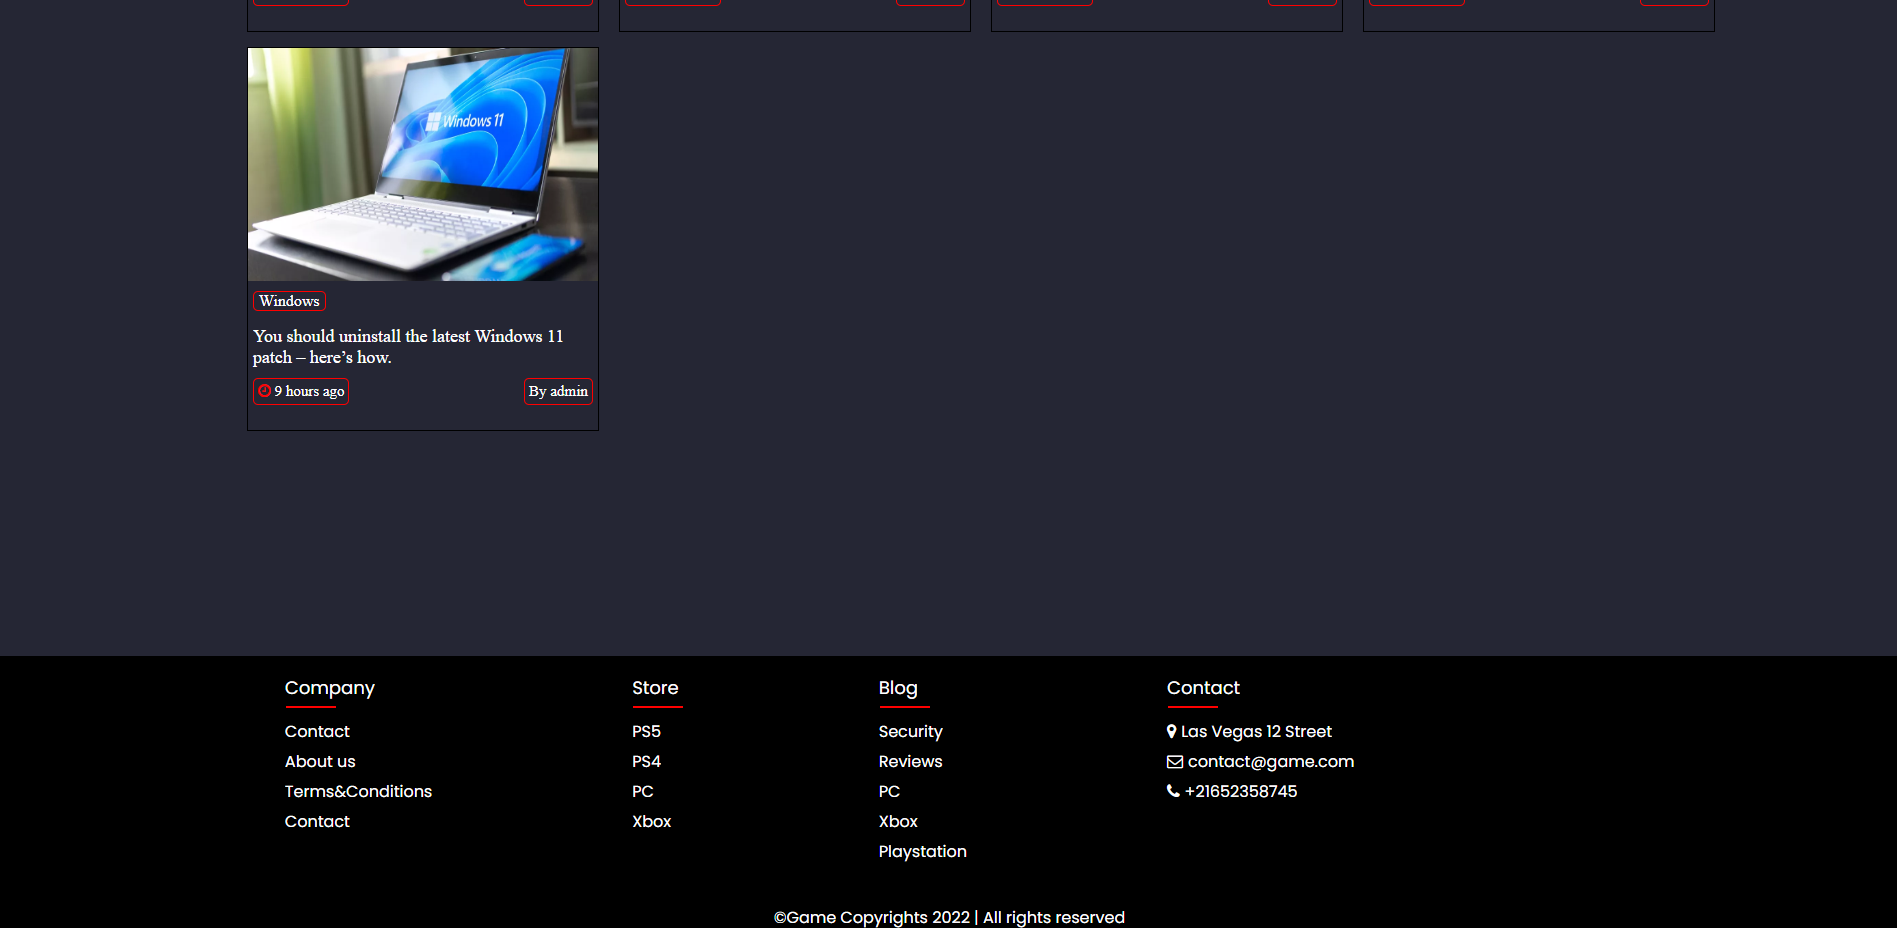 Windows 11
Windows
You should uninstall the latest Windows 11
patch – here’s how.
9 hours ago
By admin
Company
Contact
About us
Terms&Conditions
Contact
Store
PS5
PS4
PC
Xbox
Blog
Security
Reviews
PC
Xbox
Playstation
Contact
Las Vegas 12 Street
contact@game.com
+21652358745
©Game Copyrights 2022 | All rights reserved